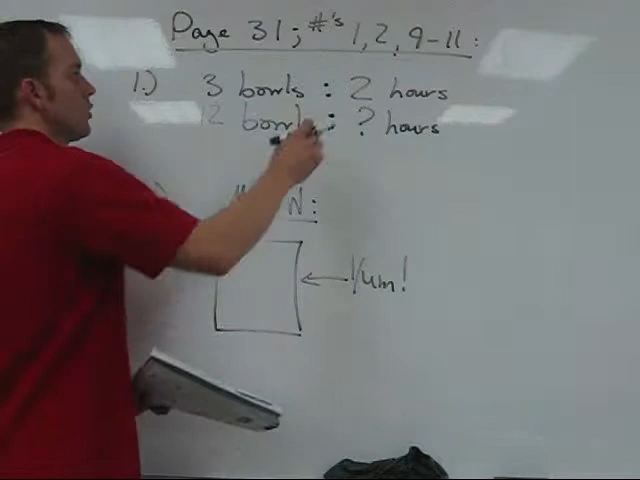 Page 31; #'s 1, 2, 9-11:
1.) 3 bowls : 2 hours
12 bowls : ? hours
N:
Yum!